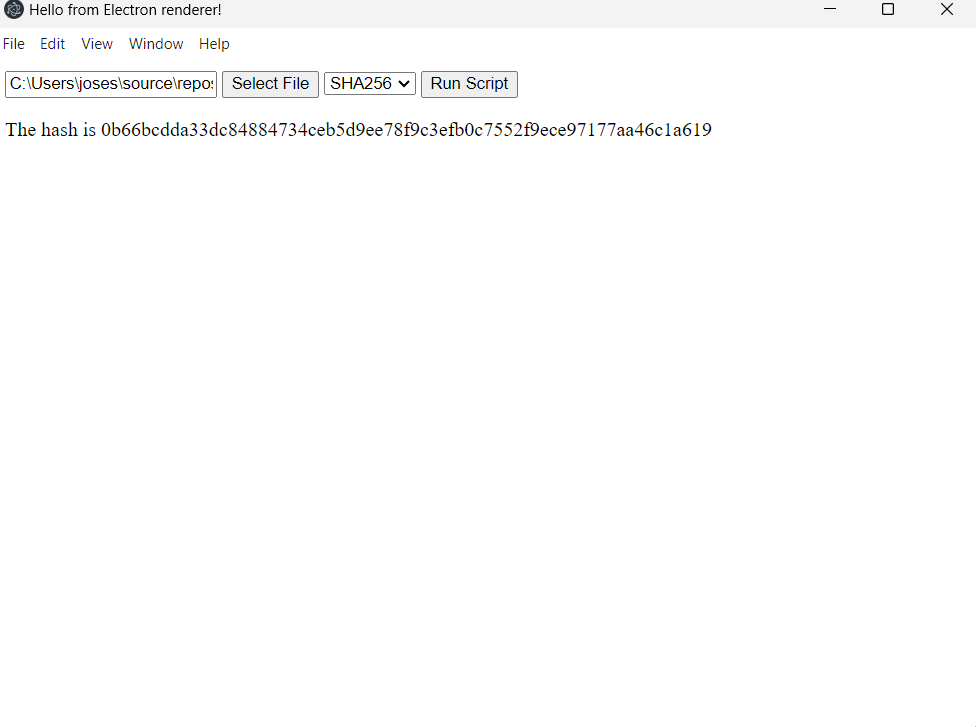 Hello from Electron renderer!
File Edit View Window Help
C:\Users\joses\source\repos Select File SHA256 Run Script
The hash is 0b66bcdda33dc84884734ceb5d9ee78f9c3efb0c7552f9ece97177aa46c1a619